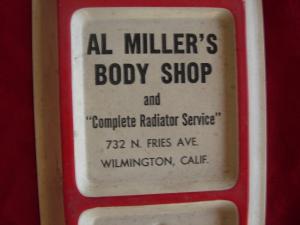 AL MILLER'S
BODY SHOP
and
"Complete Radiator Service"
732 N. FRIES AVE.
WILMINGTON, CALIF.